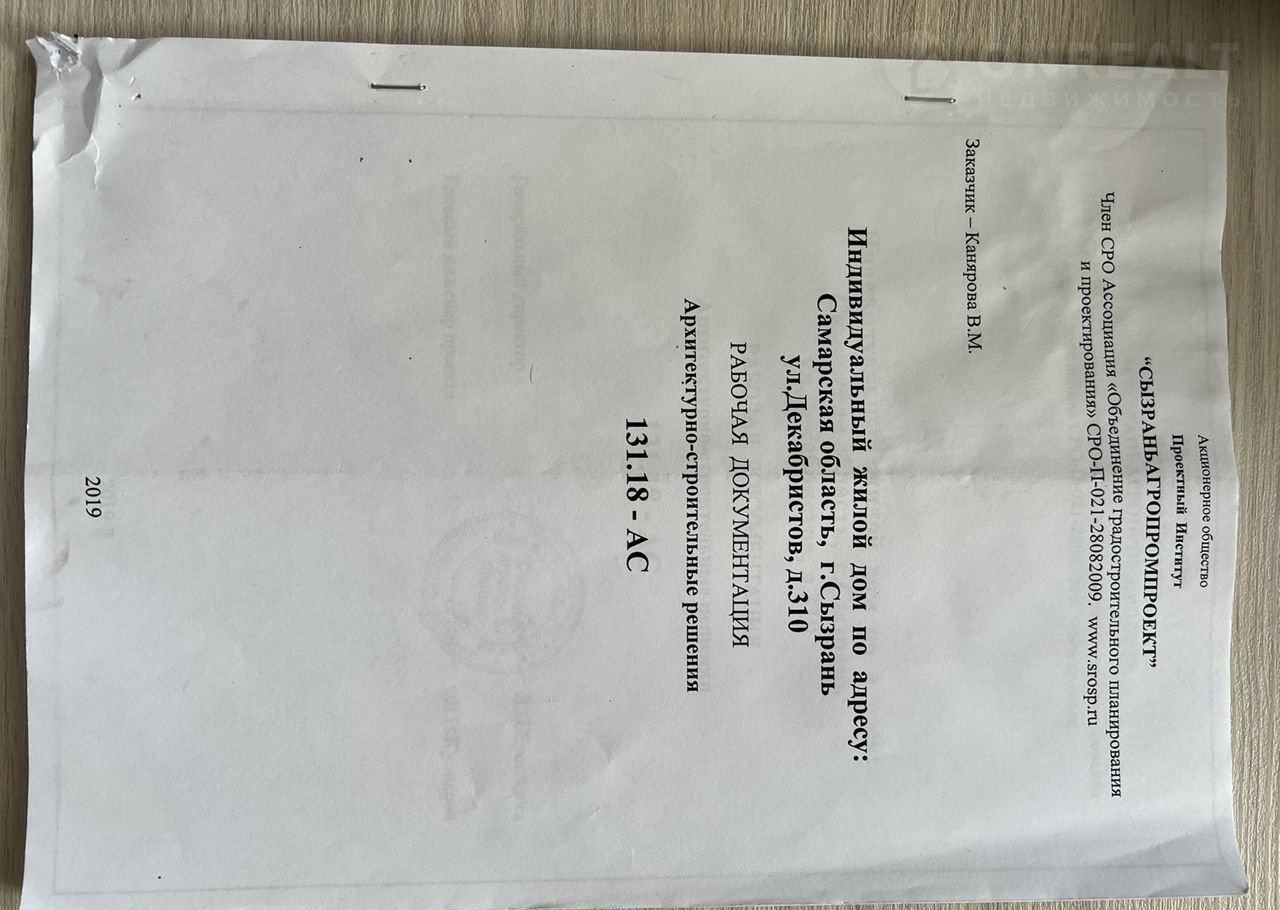 Акционерное общество
Проектный Институт
“СЫЗРАНЬАГРОПРОМПРОЕКТ”
Член СРО Ассоциация «Объединение градостроительного планирования
и проектирования» СРО-П-021-28082009. www.srosp.ru
Заказчик – Канярова В.М.
Индивидуальный жилой дом по адресу:
Самарская область, г.Сызрань
ул.Декабристов, д.310
РАБОЧАЯ ДОКУМЕНТАЦИЯ
Архитектурно-строительные решения
131.18 - АС
2019
ONREALT
НЕДВИЖИМОСТЬ